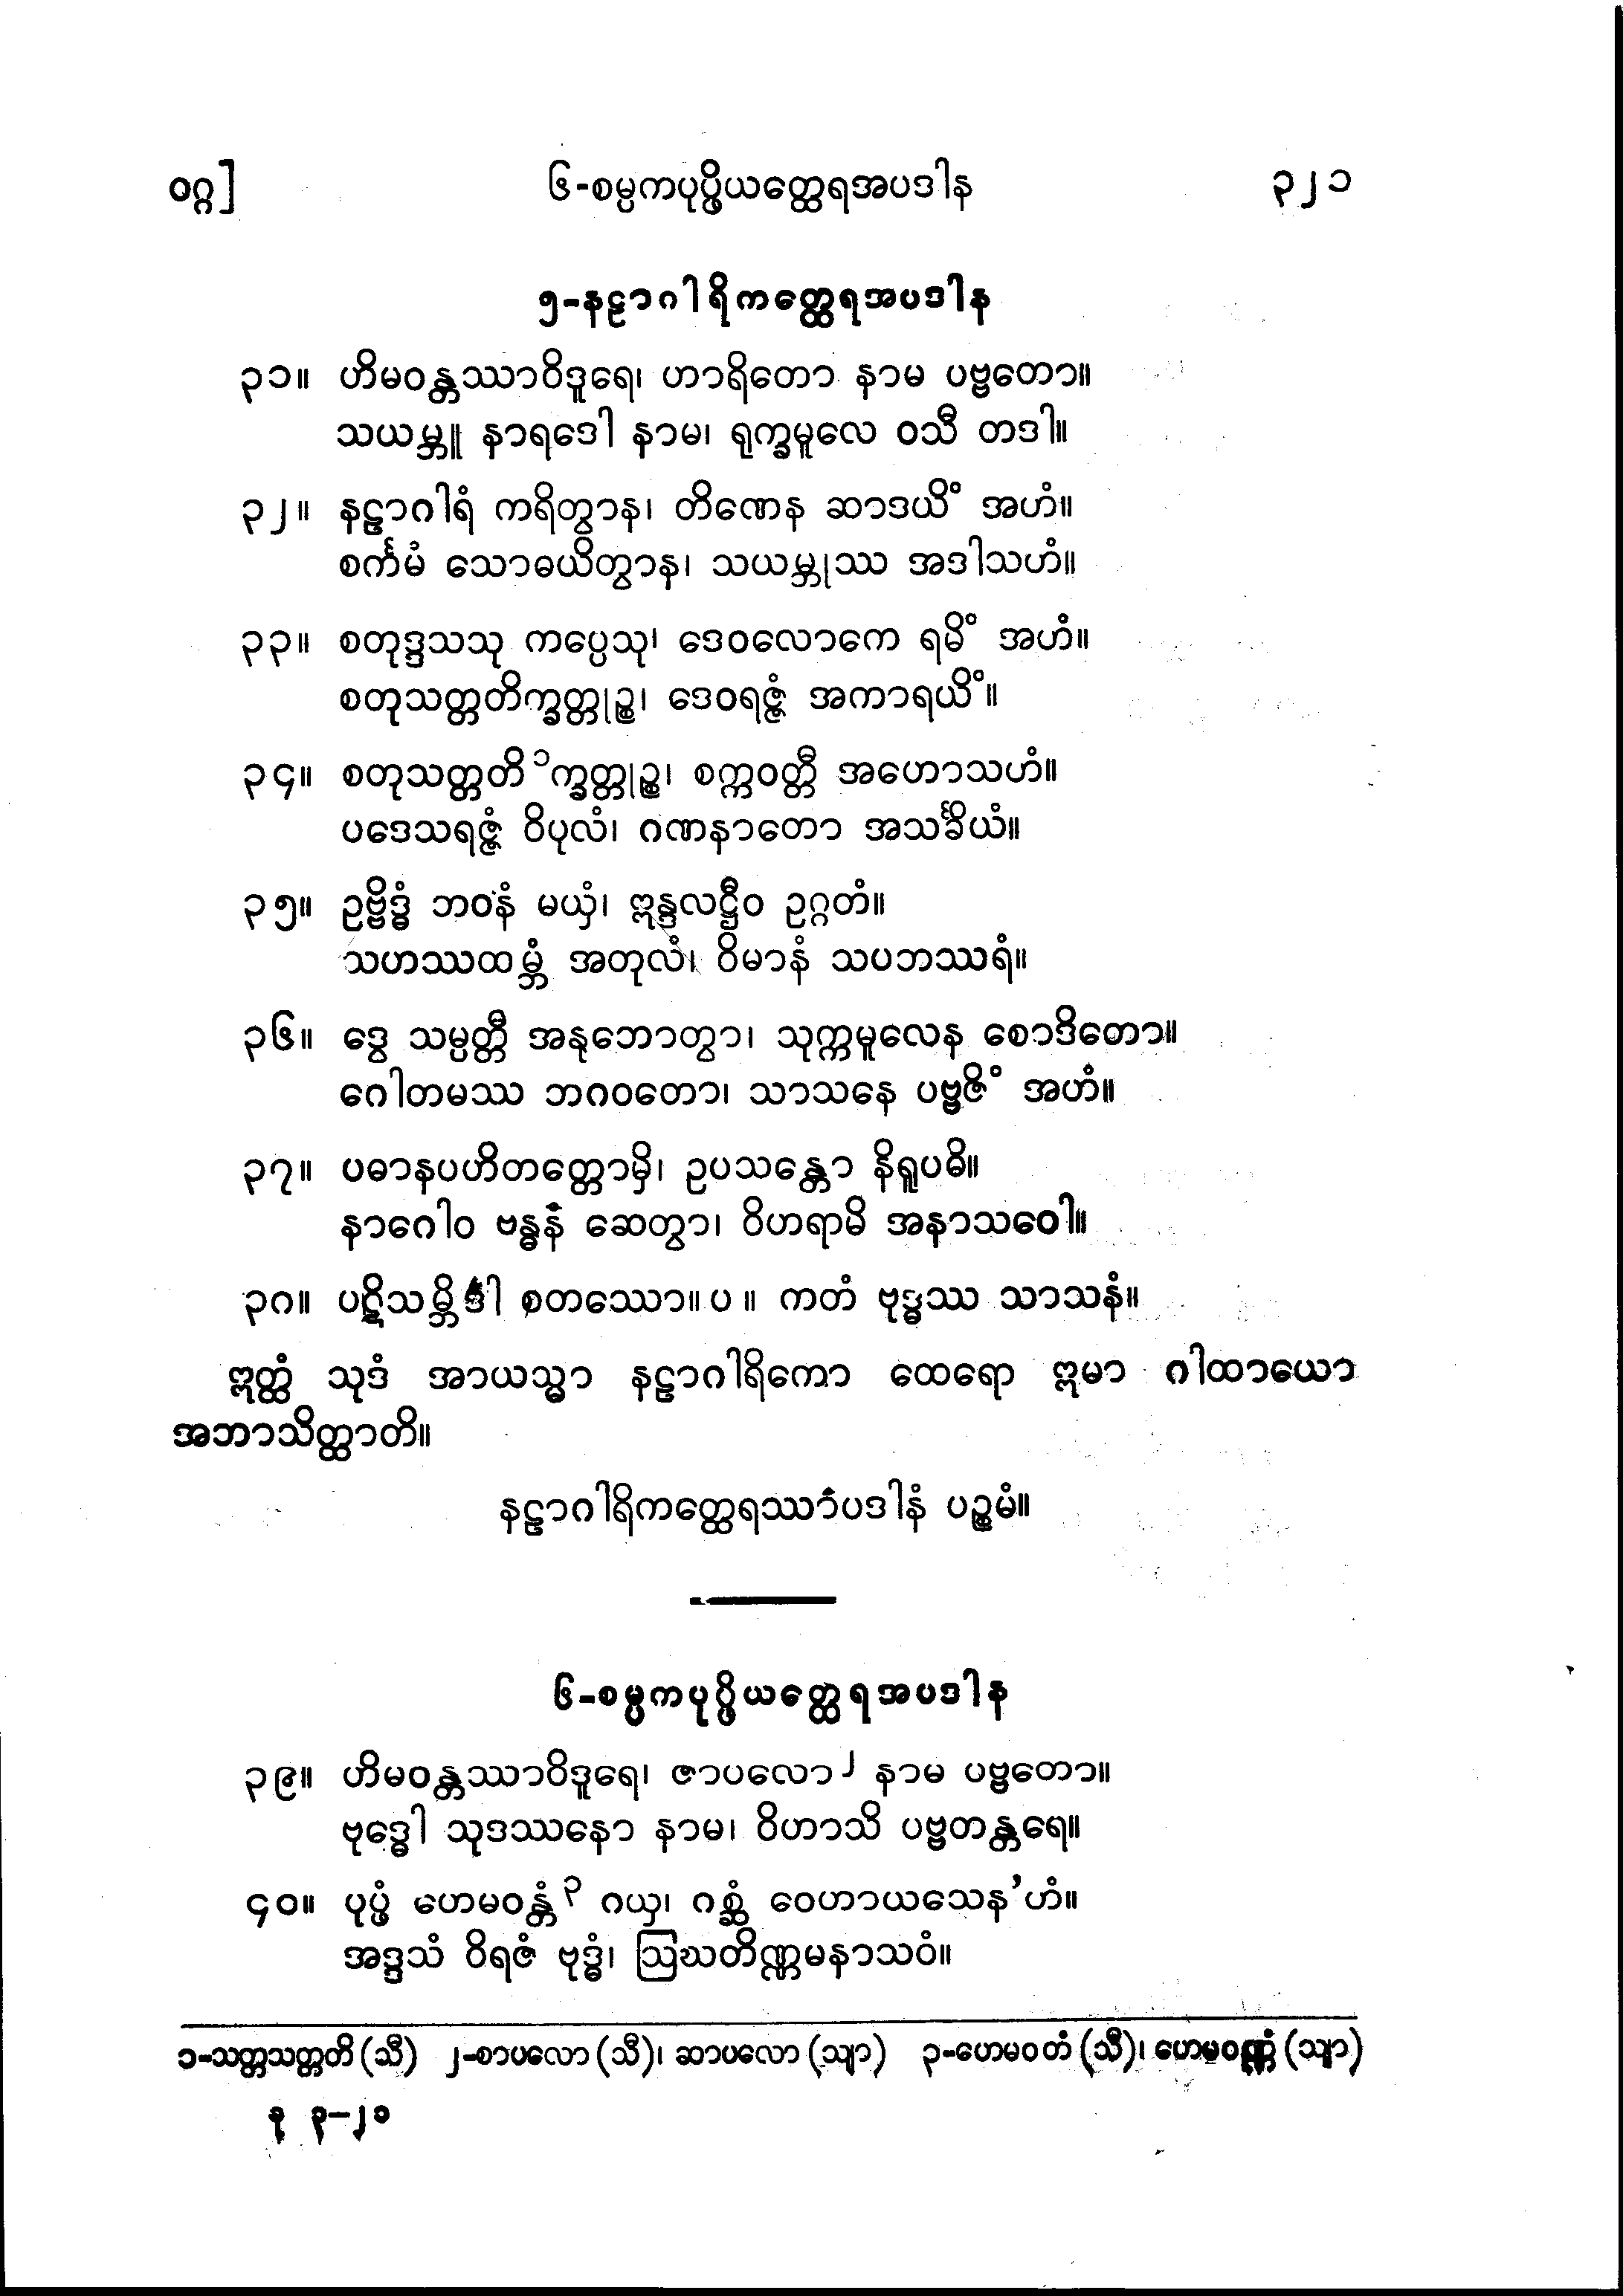 ဝဂ္ဂ]
၆-စမ္ပကပုပ္ဖိယတ္ထေရအပဒါန
၃၂၁
၅-နဠာဂါရိကတ္ထေရအပဒါန
၃၁။ ဟိမဝန္တဿာဝိဒူရေ၊ ဟာရိတော နာမ ပဗ္ဗတော။
သယမ္ဘူ နာရဒေါ နာမ၊ ရုက္ခမူလေ ဝသီ တဒါ။
၃၂။ နဠာဂါရံ ကရိတွာန၊ တိဏေန ဆာဒယိံ အဟံ။
စင်္ကမံ သောဓယိတွာန၊ သယမ္ဘုဿ အဒါသဟံ။
၃၃။ စတုဒ္ဒသသု ကပ္ပေသု၊ ဒေဝလောကေ ရမိံ အဟံ။
စတုသတ္တတိက္ခတ္တုဉ္စ၊ ဒေဝရဇ္ဇံ အကာရယိံ။
၃၄။ စတုသတ္တတိ၁က္ခတ္တုဉ္စ၊ စက္ကဝတ္တီ အဟောသဟံ။
ပဒေသရဇ္ဇံ ဝိပုလံ၊ ဂဏနာတော အသင်္ခိယံ။
၃၅။ ဥဗ္ဗိဒ္ဓံ ဘဝနံ မယှံ၊ ဣန္ဒလဋ္ဌီဝ ဥဂ္ဂတံ။
သဟဿထမ္ဘံ အတုလံ၊ ဝိမာနံ သပဘဿရံ။
၃၆။ ဒွေ သမ္ပတ္တီ အနုဘောတွာ၊ သုက္ကမူလေန စောဒိတော။
ဂေါတမဿ ဘဂဝတော၊ သာသနေ ပဗ္ဗဇိံ အဟံ။
၃၇။ ပဓာနပဟိတတ္တောမှိ၊ ဥပသန္တော နိရူပဓိ။
နာဂေါဝ ဗန္ဓနံ ဆေတွာ၊ ဝိဟရာမိ အနာသဝေါ။
၃၈။ ပဋိသမ္ဘိဒါ စတဿော။ ပ ။ ကတံ ဗုဒ္ဓဿ သာသနံ။
ဣတ္ထံ သုဒံ အာယသ္မာ နဠာဂါရိကော ထေရော ဣမာ ဂါထာယော
အဘာသိတ္ထာတိ။
နဠာဂါရိကတ္ထေရဿာပဒါနံ ပဉ္စမံ။
၆-စမ္ပကပုပ္ဖိယတ္ထေရအပဒါန
၃၉။ ဟိမဝန္တဿာဝိဒူရေ၊ ဇာပလော၂ နာမ ပဗ္ဗတော။
ဗုဒ္ဓေါ သုဒဿနော နာမ၊ ဝိဟာသိ ပဗ္ဗတန္တရေ။
၄၀။ ပုပ္ဖံ ဟေမဝန္တံ၃ ဂယှ၊ ဂစ္ဆံ ဝေဟာယသေန’ဟံ။
အဒ္ဒသံ ဝိရဇံ ဗုဒ္ဓံ၊ ဩဃတိဏ္ဏမနာသဝံ။
၁-သတ္တသတ္တတိ (သီ) ၂-စာပလော (သီ)၊ ဆာပလော (သျာ) ၃-ဟေမဝတံ (သီ)၊ ဟေမဝဏ္ဏံ (သျာ)
န ၃-၂၁